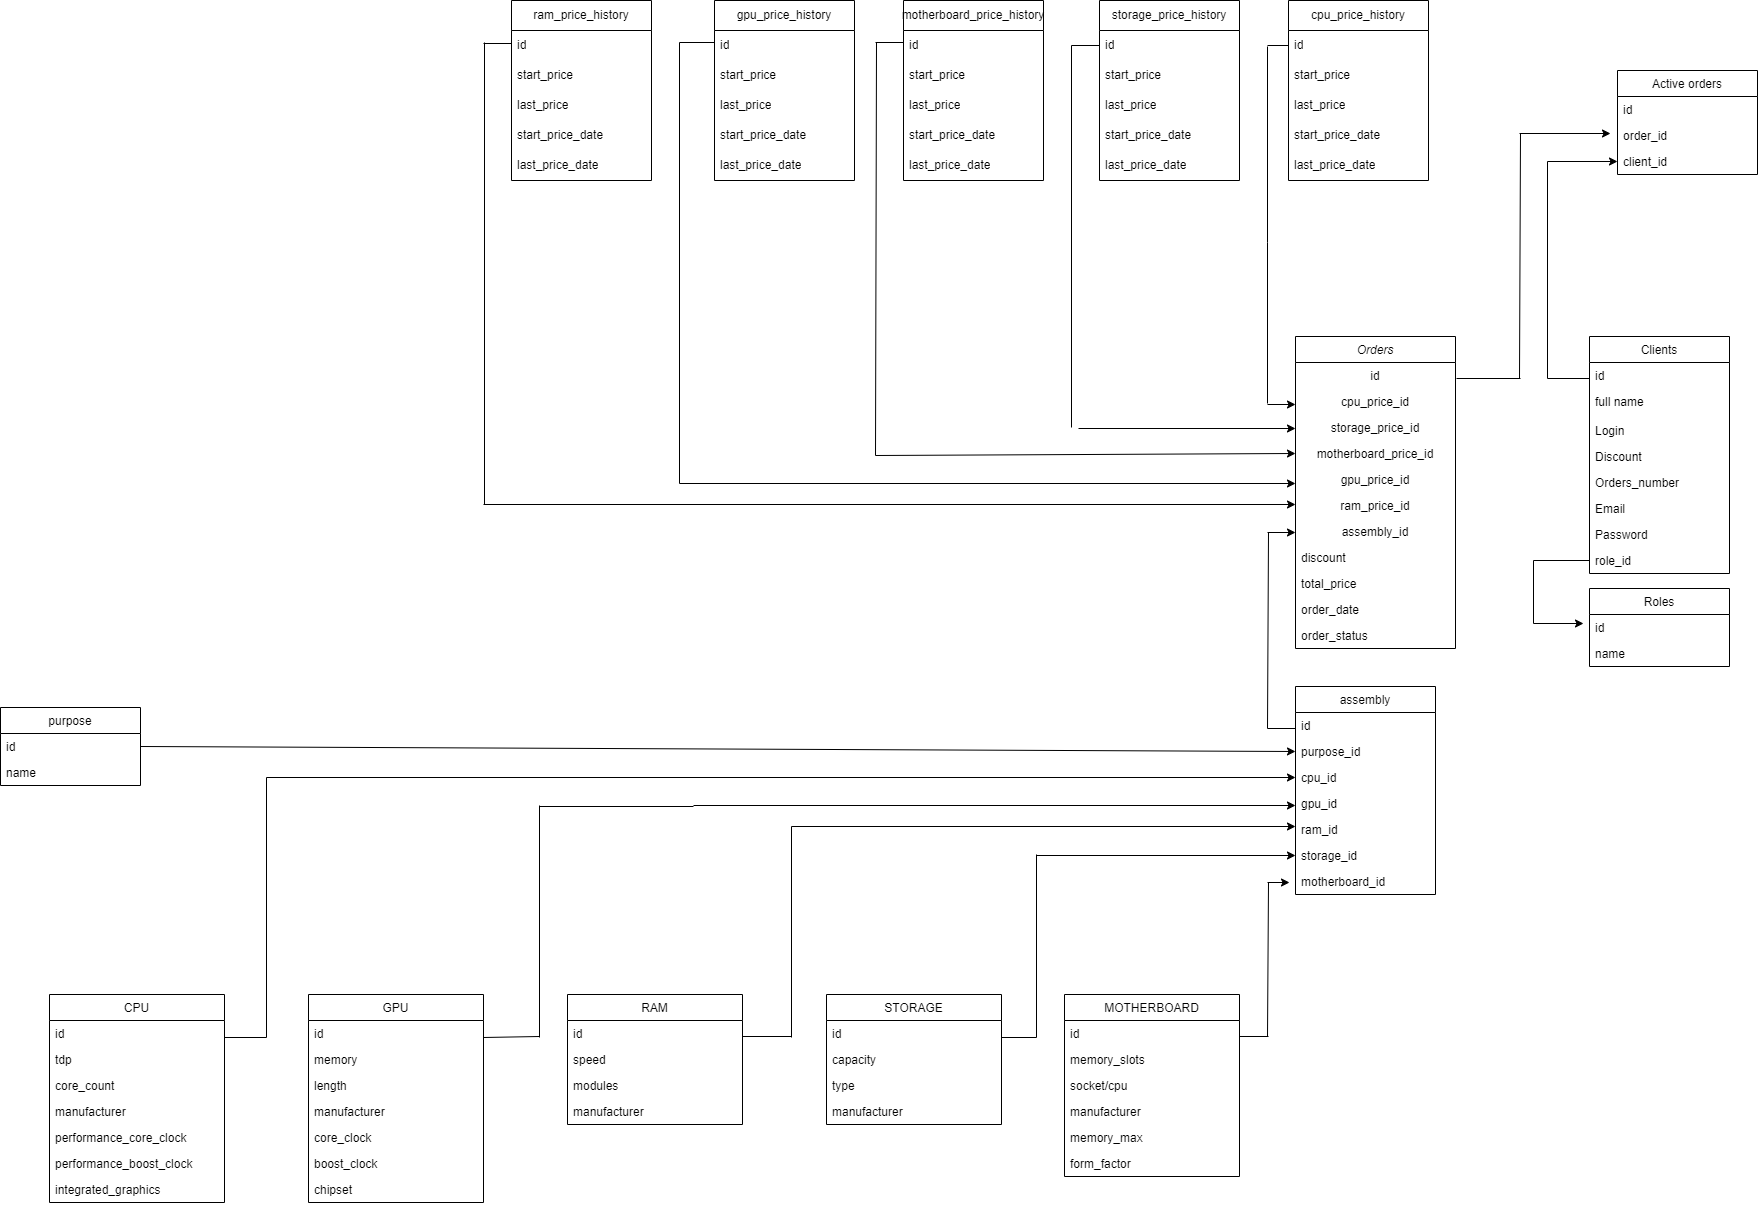 ram_price_history
id
start_price
last_price
start_price_date
last_price_date
gpu_price_history
id
start_price
last_price
start_price_date
last_price_date
motherboard_price_history
id
start_price
last_price
start_price_date
last_price_date
storage_price_history
id
start_price
last_price
start_price_date
last_price_date
cpu_price_history
id
start_price
last_price
start_price_date
last_price_date
Active orders
id
order_id
client_id
Orders
id
cpu_price_id
storage_price_id
motherboard_price_id
gpu_price_id
ram_price_id
assembly_id
discount
total_price
order_date
order_status
Clients
id
full name
Login
Discount
Orders_number
Email
Password
role_id
Roles
id
name
purpose
id
name
assembly
id
purpose_id
cpu_id
gpu_id
ram_id
storage_id
motherboard_id
CPU
id
tdp
core_count
manufacturer
performance_core_clock
performance_boost_clock
integrated_graphics
GPU
id
memory
length
manufacturer
core_clock
boost_clock
chipset
RAM
id
speed
modules
manufacturer
STORAGE
id
capacity
type
manufacturer
MOTHERBOARD
id
memory_slots
socket/cpu
manufacturer
memory_max
form_factor